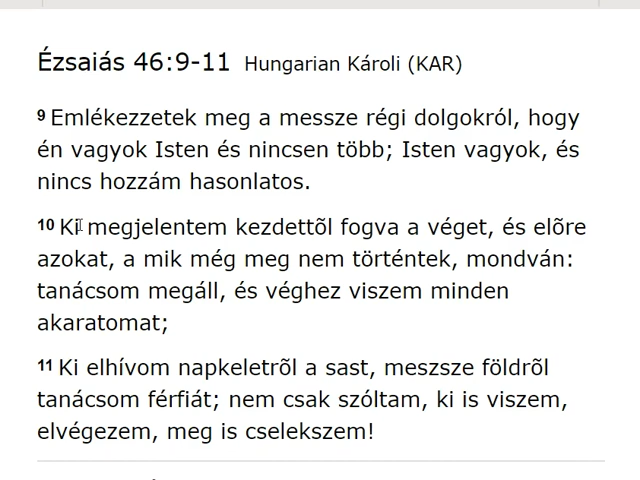 Ézsaiás 46:9-11 Hungarian Károli (KAR)
9 Emlékezzetek meg a messze régi dolgokról, hogy
én vagyok Isten és nincsen több; Isten vagyok, és
nincs hozzám hasonlatos.
10 Ki megjelentem kezdettõl fogva a véget, és elõre
azokat, a mik még meg nem történtek, mondván:
tanácsom megáll, és véghez viszem minden
akaratomat;
11 Ki elhívom napkeletrõl a sast, meszsze földrõl
tanácsom férfiát; nem csak szóltam, ki is viszem,
elvégezem, meg is cselekszem!